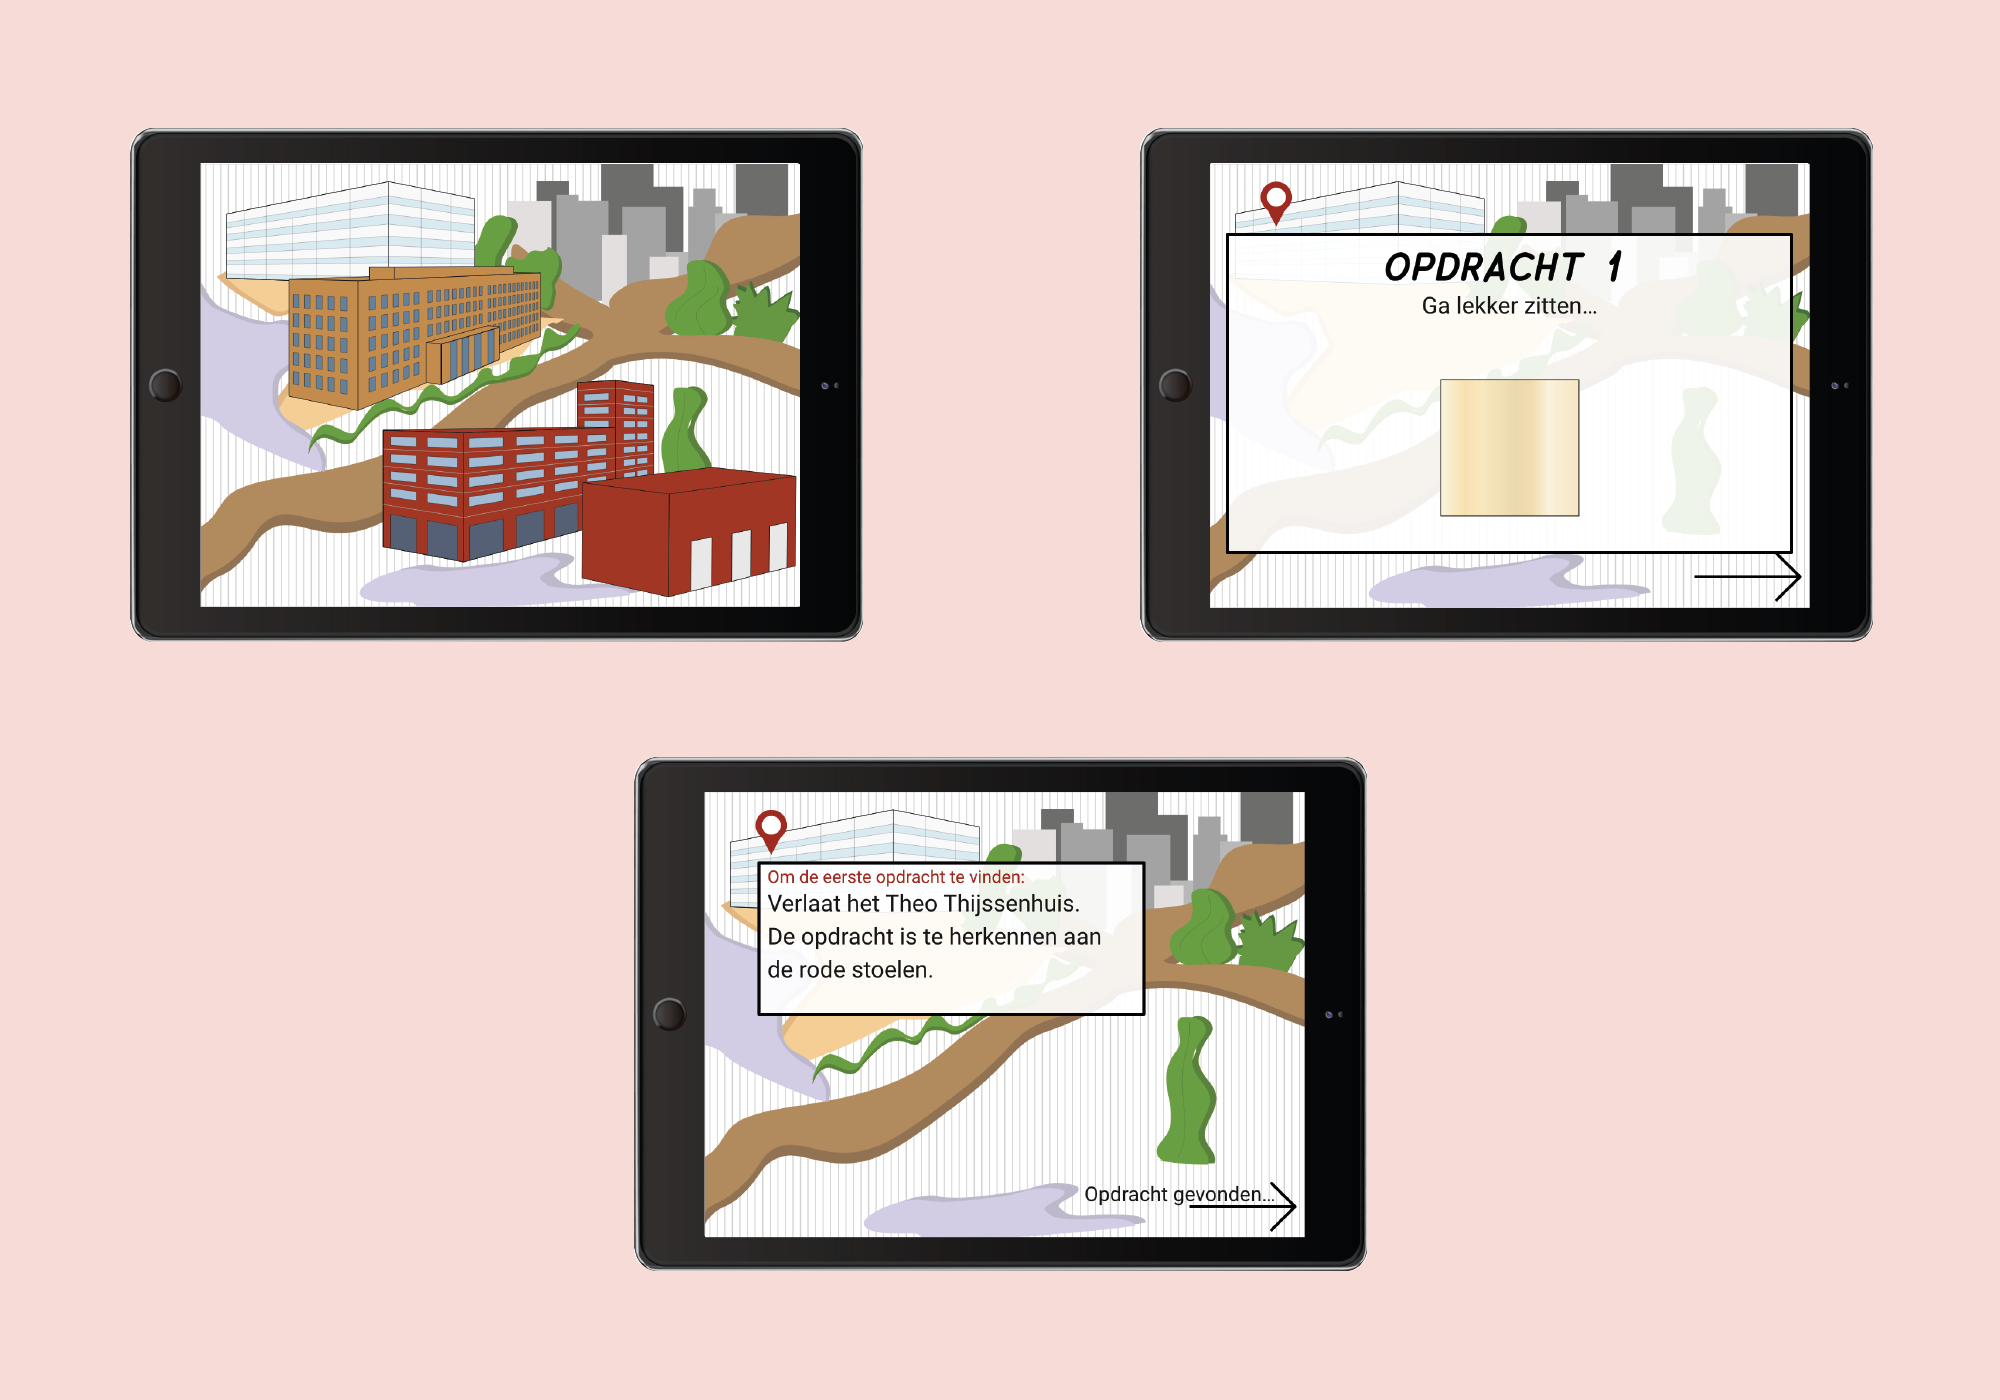 OPDRACHT 1
Ga lekker zitten...
Om de eerste opdracht te vinden:
Verlaat het Theo Thijssenhuis.
De opdracht is te herkennen aan
de rode stoelen.
Opdracht gevonden...